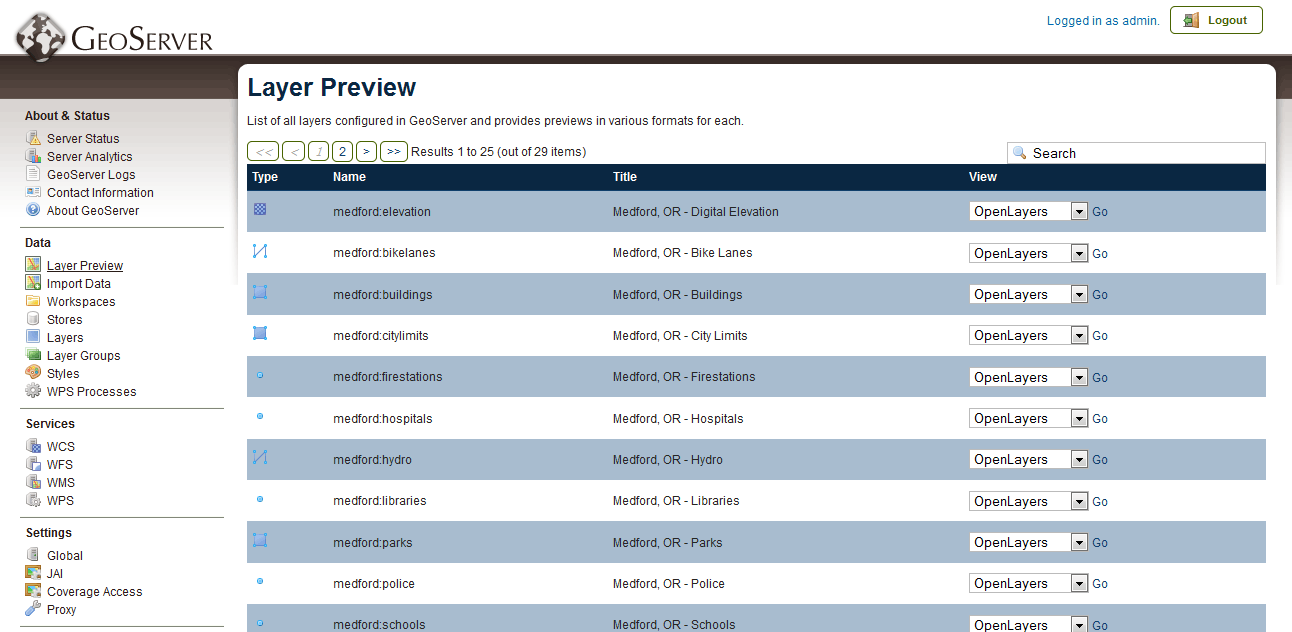 GEOSERVER
Logged in as admin.
Logout
About & Status
Server Status
Server Analytics
GeoServer Logs
Contact Information
About GeoServer
Data
Layer Preview
Import Data
Workspaces
Stores
Layers
Layer Groups
Styles
WPS Processes
Services
WCS
WFS
WMS
WPS
Settings
Global
JAI
Coverage Access
Proxy
Layer Preview
List of all layers configured in GeoServer and provides previews in various formats for each.
<< < 1 2 > >> Results 1 to 25 (out of 29 items)
Search
Type Name Title View
medford:elevation Medford, OR - Digital Elevation OpenLayers Go
medford:bikelanes Medford, OR - Bike Lanes OpenLayers Go
medford:buildings Medford, OR - Buildings OpenLayers Go
medford:citylimits Medford, OR - City Limits OpenLayers Go
medford:firestations Medford, OR - Firestations OpenLayers Go
medford:hospitals Medford, OR - Hospitals OpenLayers Go
medford:hydro Medford, OR - Hydro OpenLayers Go
medford:libraries Medford, OR - Libraries OpenLayers Go
medford:parks Medford, OR - Parks OpenLayers Go
medford:police Medford, OR - Police OpenLayers Go
medford:schools Medford, OR - Schools OpenLayers Go